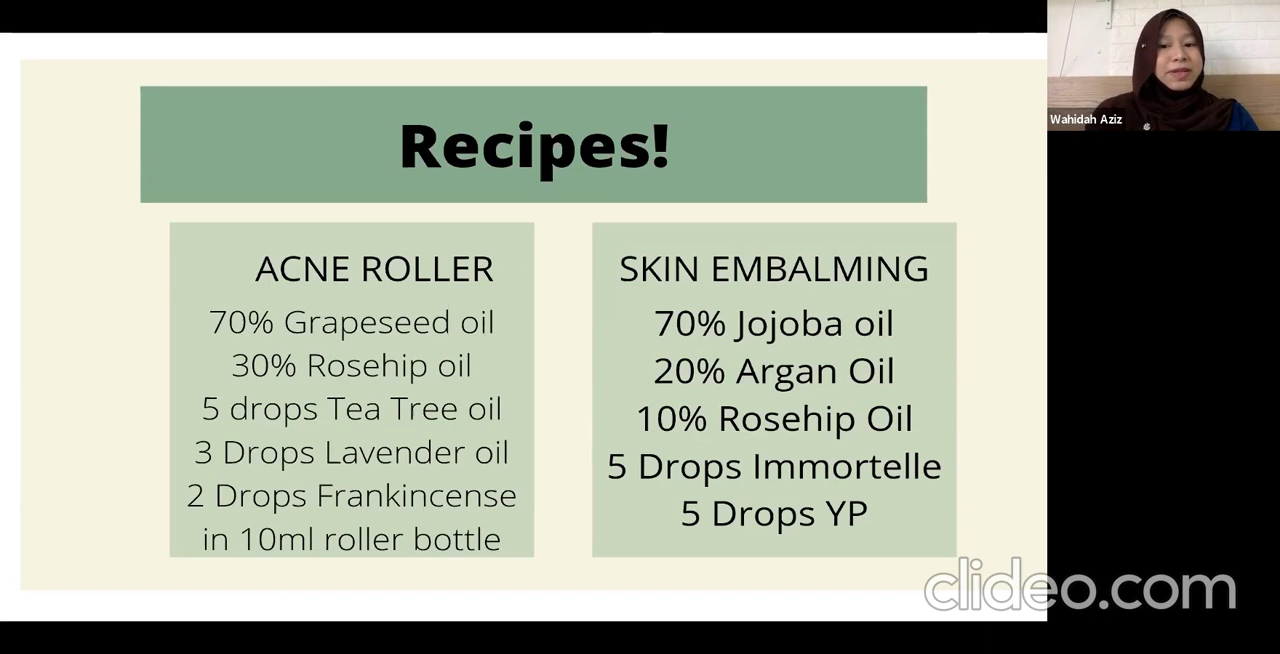 Recipes!
ACNE ROLLER
70% Grapeseed oil
30% Rosehip oil
5 drops Tea Tree oil
3 Drops Lavender oil
2 Drops Frankincense
in 10ml roller bottle
SKIN EMBALMING
70% Jojoba oil
20% Argan Oil
10% Rosehip Oil
5 Drops Immortelle
5 Drops YP
Wahidah Aziz
clideo.com